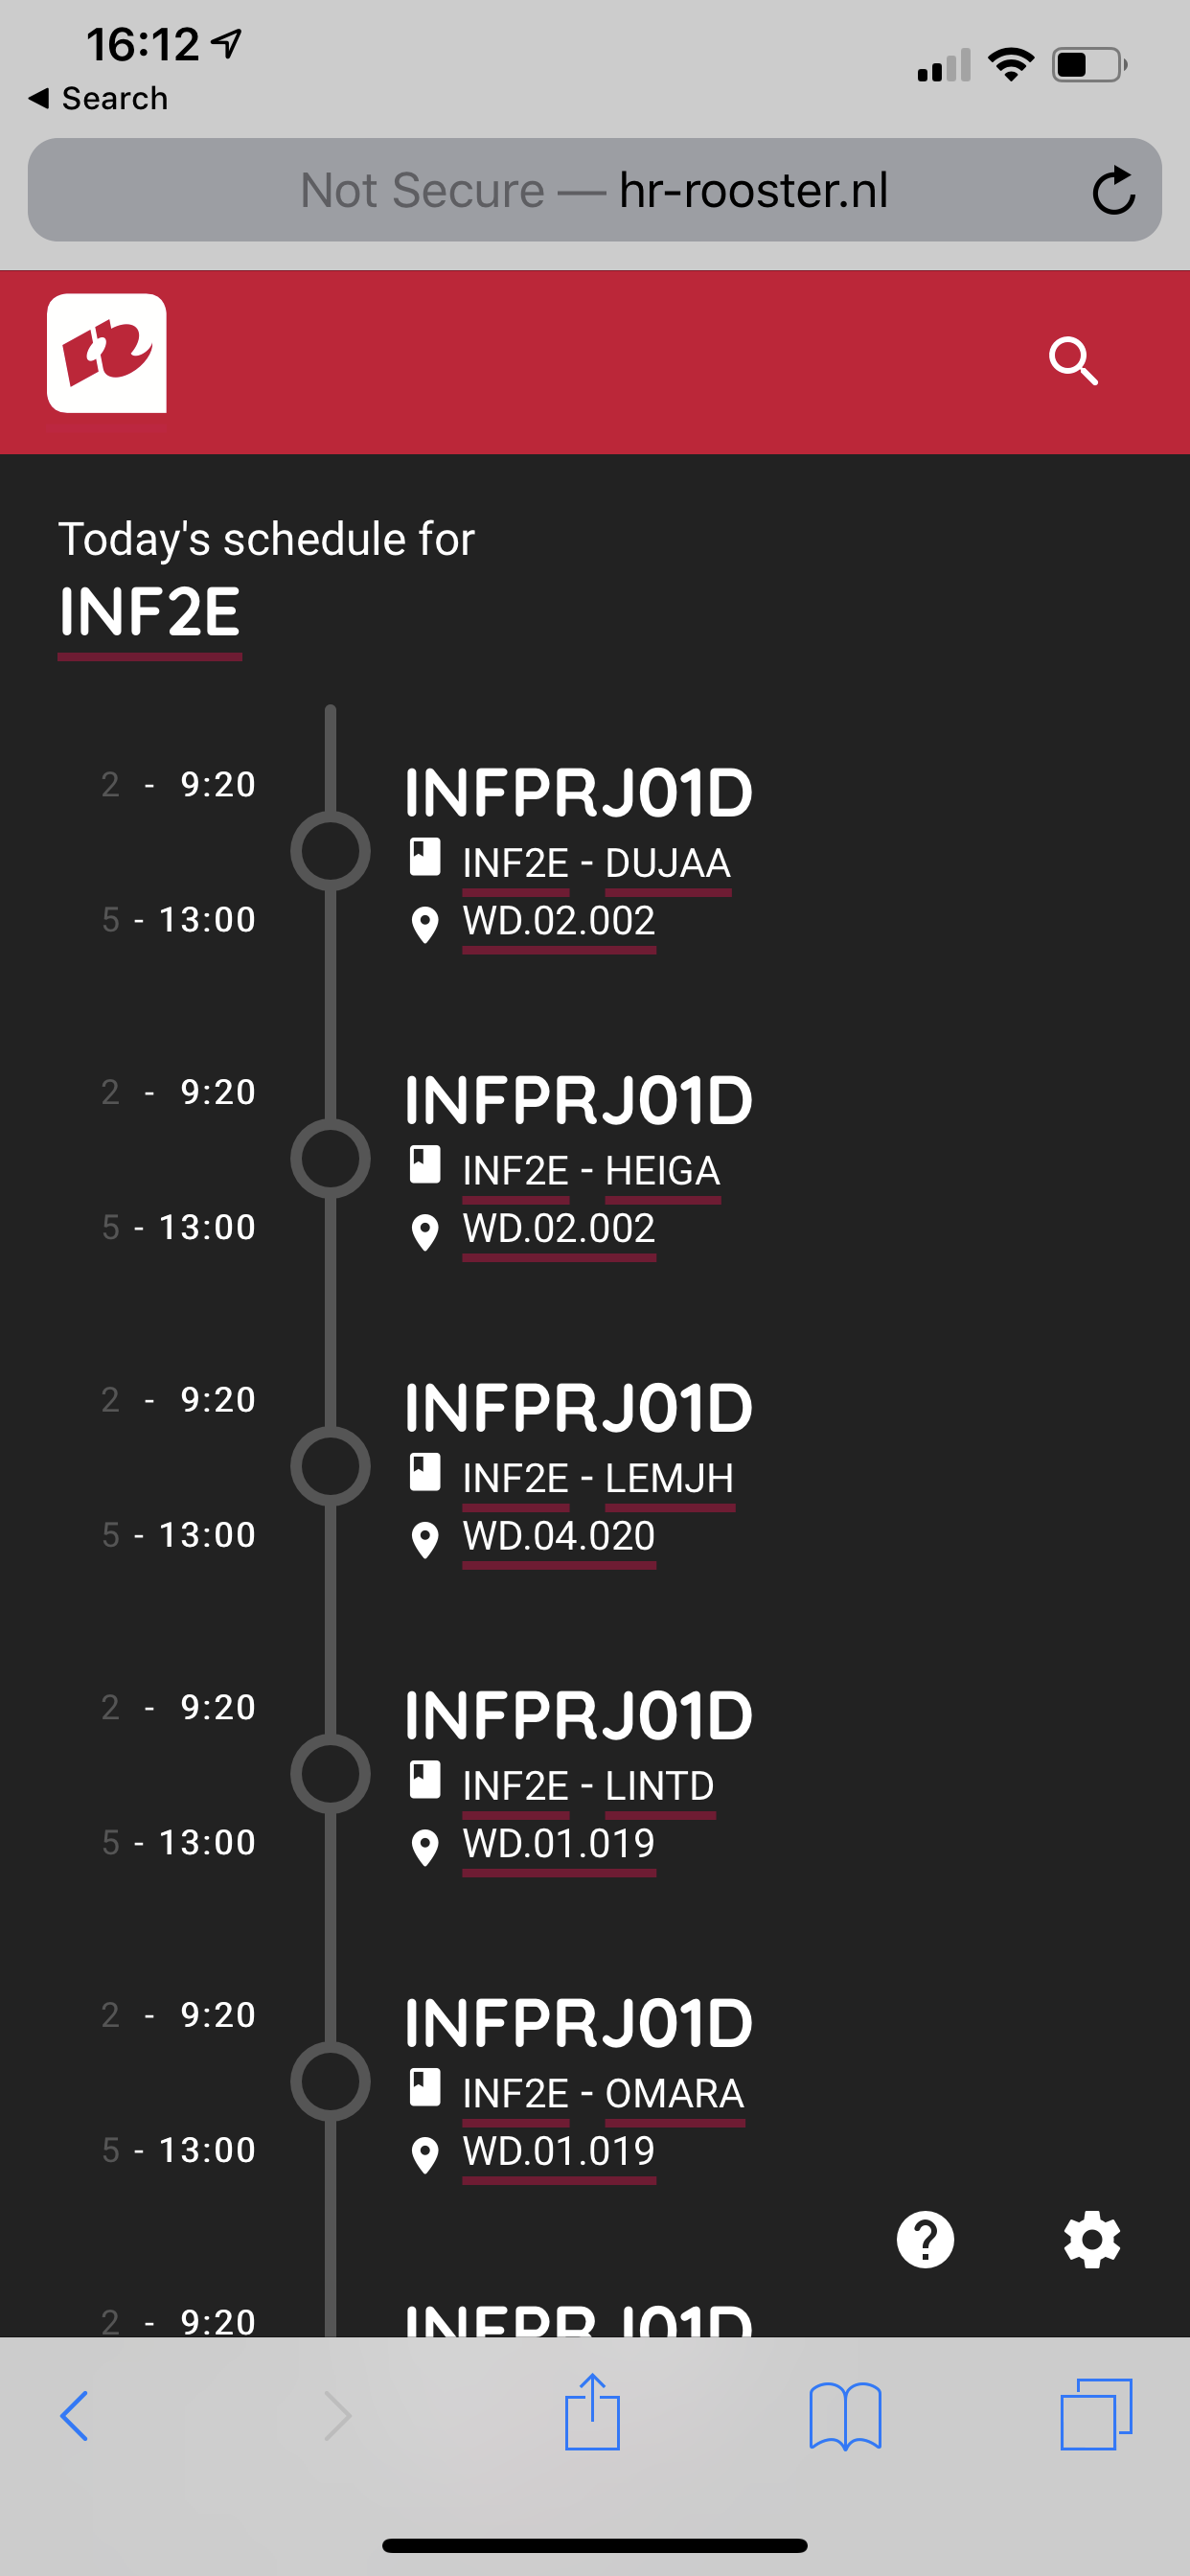 16:12
Search
Not Secure — hr-rooster.nl
Today's schedule for
INF2E
2 - 9:20
INFPRJ01D
INF2E - DUJAA
5 - 13:00
WD.02.002
2 - 9:20
INFPRJ01D
INF2E - HEIGA
5 - 13:00
WD.02.002
2 - 9:20
INFPRJ01D
INF2E - LEMJH
5 - 13:00
WD.04.020
2 - 9:20
INFPRJ01D
INF2E - LINTD
5 - 13:00
WD.01.019
2 - 9:20
INFPRJ01D
INF2E - OMARA
5 - 13:00
WD.01.019
2 - 9:20
INFPRJ01D